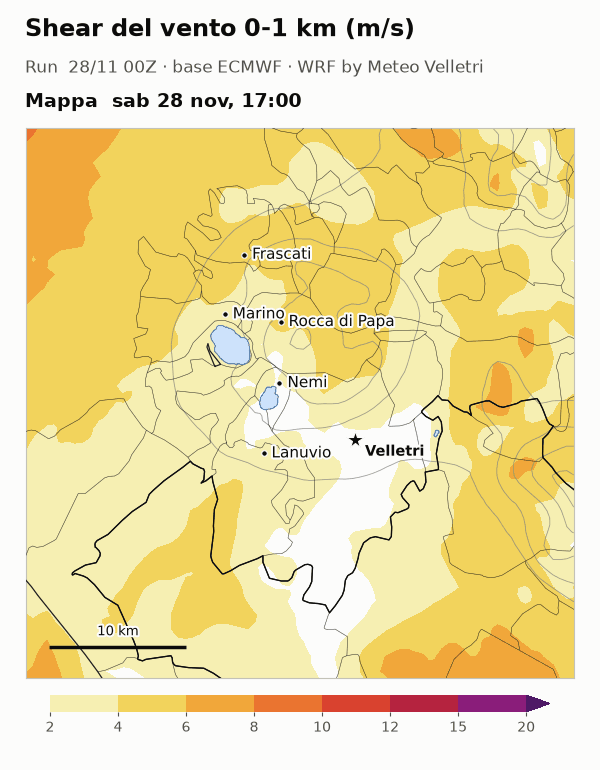 Shear del vento 0-1 km (m/s)
Run  28/11 00Z · base ECMWF · WRF by Meteo Velletri
Mappa  sab 28 nov, 17:00
Frascati
Marino
Rocca di Papa
Nemi
Velletri
Lanuvio
10 km
2 4 6 8 10 12 15 20